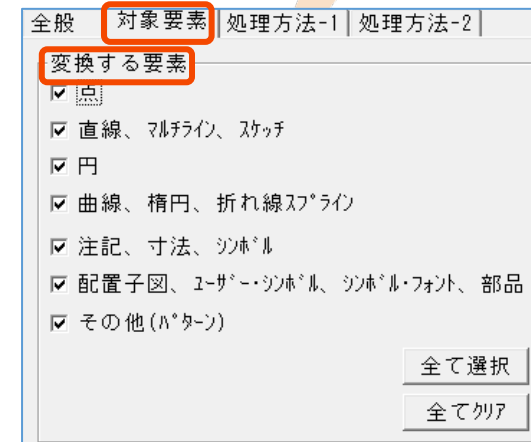 全般 対象要素 処理方法-1 処理方法-2
変換する要素
点
直線、 ﾏﾙﾁﾗｲﾝ、 ｽｹｯﾁ
円
曲線、 楕円、 折れ線ｽﾌﾟﾗｲﾝ
注記、 寸法、 ｼﾝﾎﾞﾙ
配置子図、 ﾕｰｻﾞｰ･ｼﾝﾎﾞﾙ、 ｼﾝﾎﾞﾙ･ﾌｫﾝﾄ、 部品
その他(ﾊﾟﾀｰﾝ)
全て選択
全てｸﾘｱ